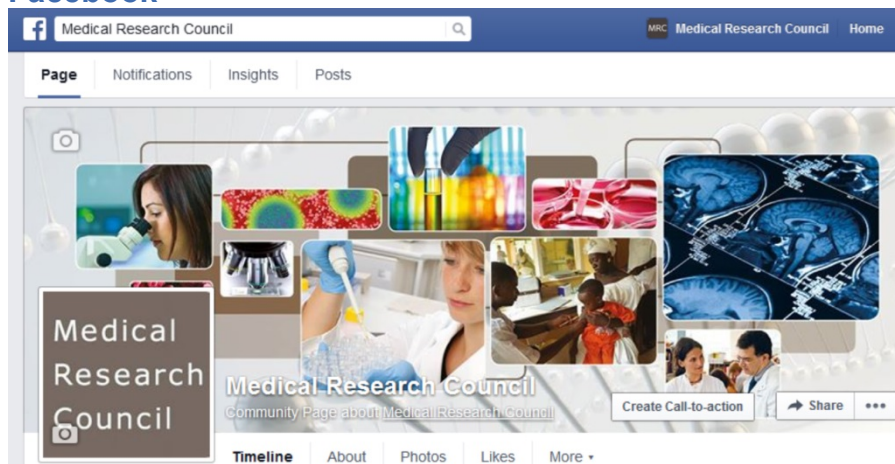 Facebook
Medical Research Council
MRC Medical Research Council Home
Page Notifications Insights Posts
Medical
Research
Council
Medical Research Council
Community Page about Medical Research Council
Create Call-to-action
Share
Timeline About Photos Likes More